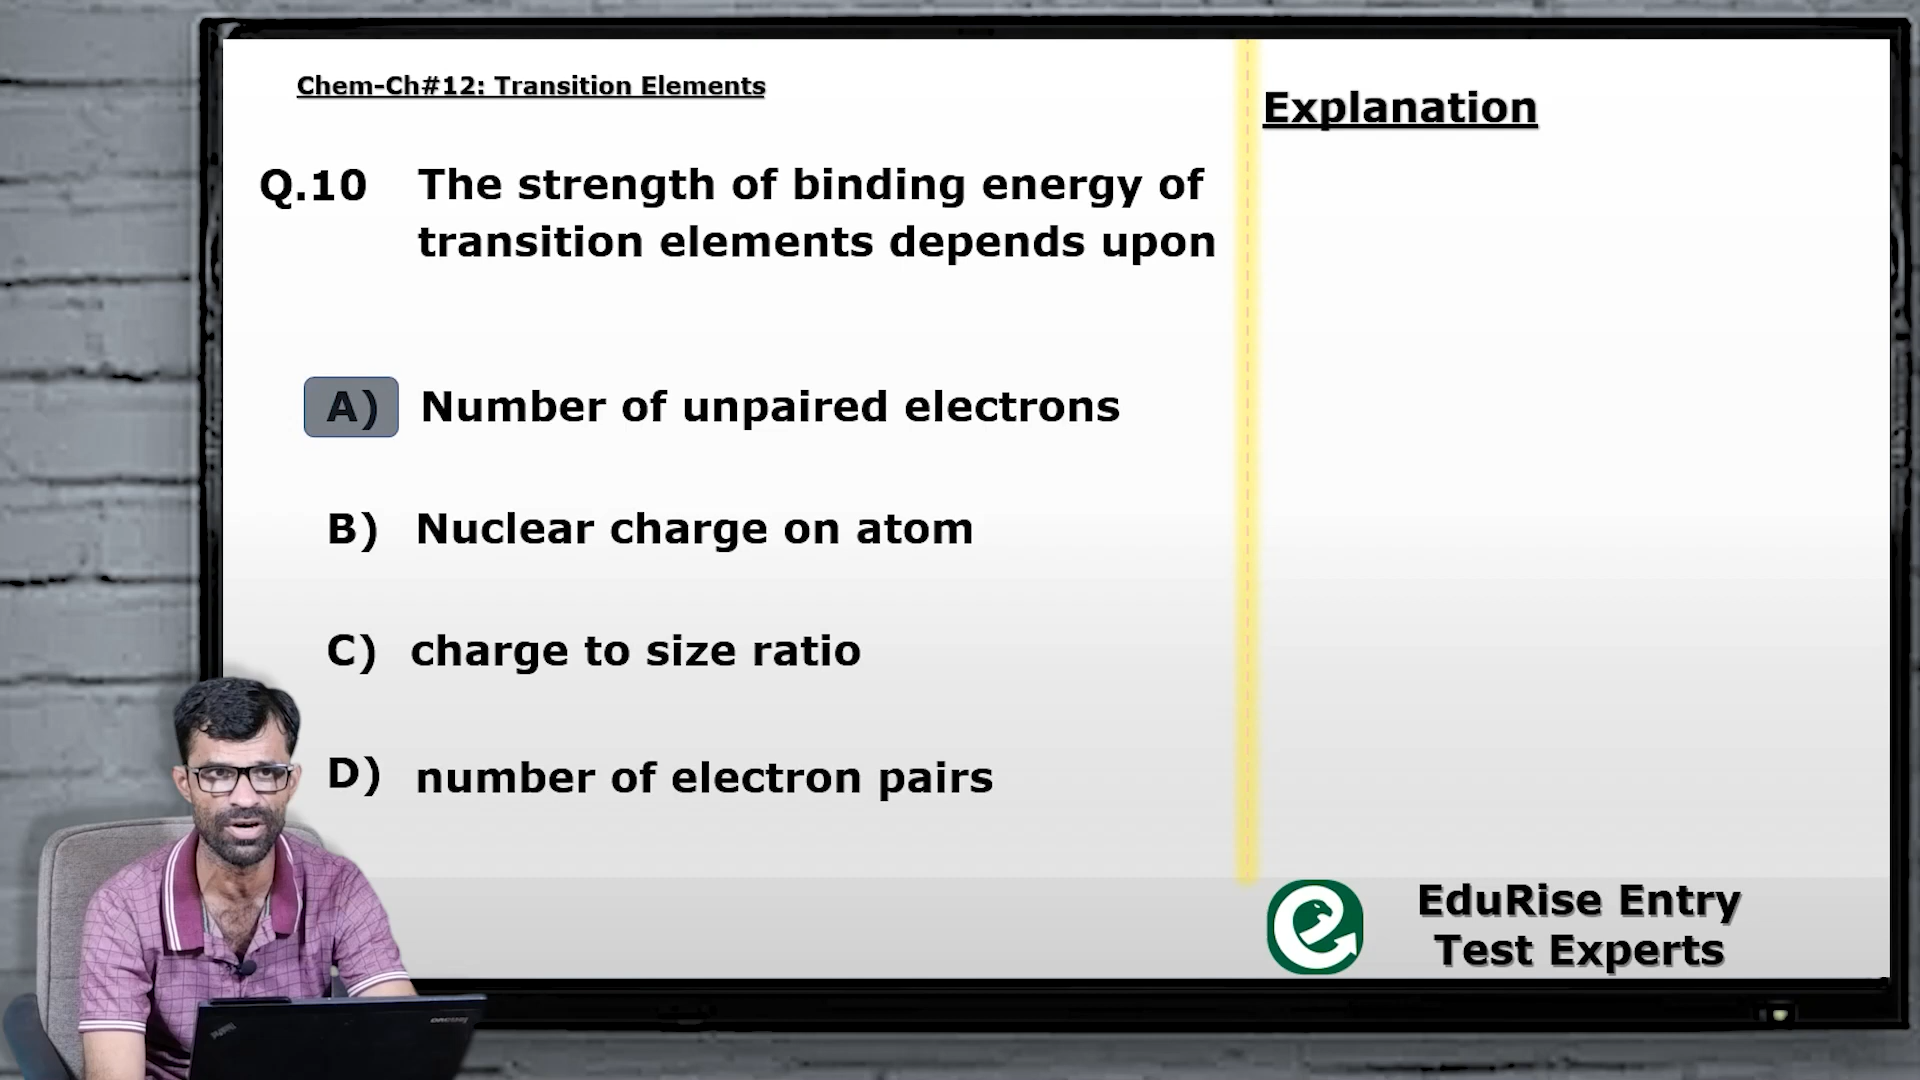 Chem-Ch#12: Transition Elements
Explanation
Q.10 The strength of binding energy of
transition elements depends upon
A) Number of unpaired electrons
B) Nuclear charge on atom
C) charge to size ratio
D) number of electron pairs
EduRise Entry
Test Experts